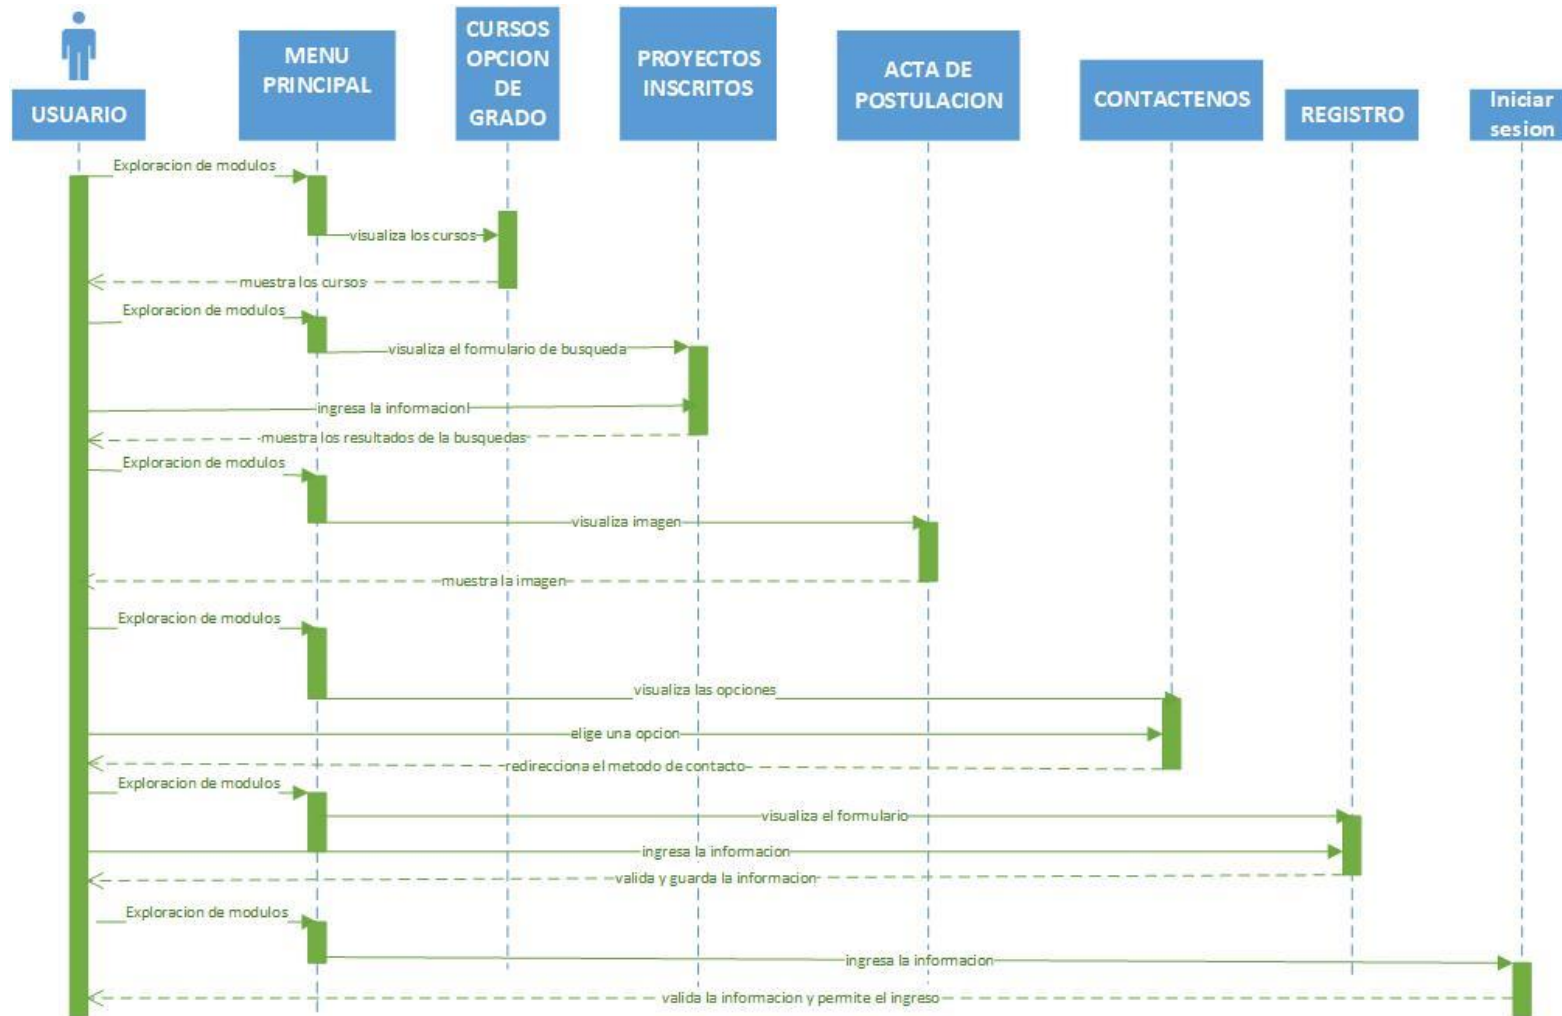 USUARIO
MENU
PRINCIPAL
CURSOS
OPCION
DE
GRADO
PROYECTOS
INSCRITOS
ACTA DE
POSTULACION
CONTACTENOS
REGISTRO
Iniciar
sesion
Exploracion de modulos
visualiza los cursos
muestra los cursos
Exploracion de modulos
visualiza el formulario de busqueda
ingresa la informacionl
muestra los resultados de la busquedas
Exploracion de modulos
visualiza imagen
muestra la imagen
Exploracion de modulos
visualiza las opciones
elige una opcion
redirecciona el metodo de contacto
Exploracion de modulos
visualiza el formulario
ingresa la informacion
valida y guarda la informacion
Exploracion de modulos
ingresa la informacion
valida la informacion y permite el ingreso